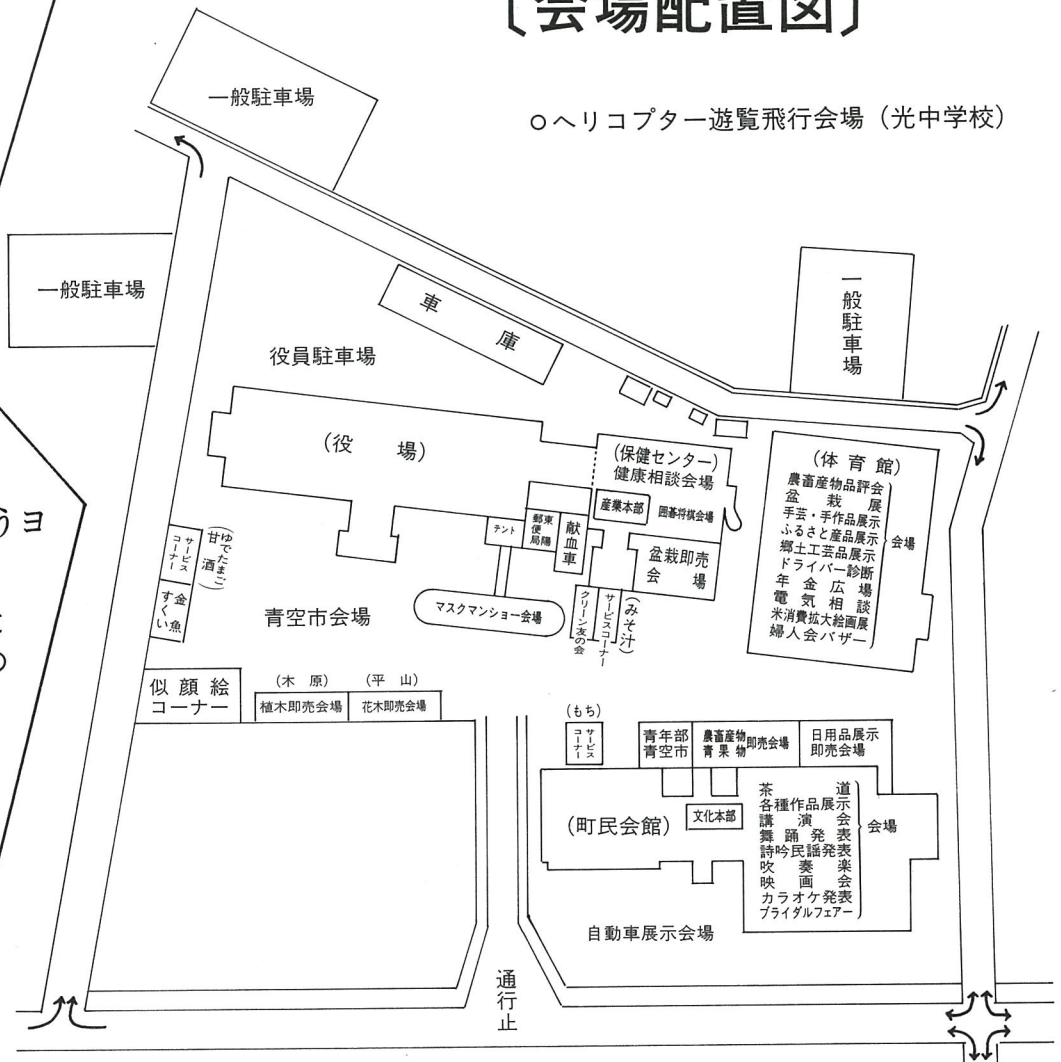 〔会場配置図〕
○ヘリコプター遊覧飛行会場（光中学校）
一般駐車場
一般駐車場
一般駐車場
車庫
役員駐車場
（役　場）
（保健センター）
健康相談会場
産業本部
囲碁将棋会場
盆栽即売
会　場
テント
東陽
郵便局
献血車
マスクマンショー会場
クリーン友の会
サービスコーナー
（みそ汁）
（体育館）
農畜産物品評会
盆栽展
手芸・手作品展示
ふるさと産品展示
郷土工芸品展示
ドライバー診断
年金広場
電気相談
米消費拡大絵画展
婦人会バザー
会場
（ゆでたまご
甘酒）
サービス
コーナー
金魚
すくい
青空市会場
似顔絵
コーナー
（木　原）
植木即売会場
（平　山）
花木即売会場
（もち）
サービス
コーナー
青年部
青空市
農畜産物
青果物
即売会場
日用品展示
即売会場
（町民会館）
文化本部
茶道
各種作品展示
講演会
舞踊発表
詩吟民謡発表
吹奏楽
映画会
カラオケ発表
ブライダルフェアー
会場
自動車展示会場
通行止
ヨ
う